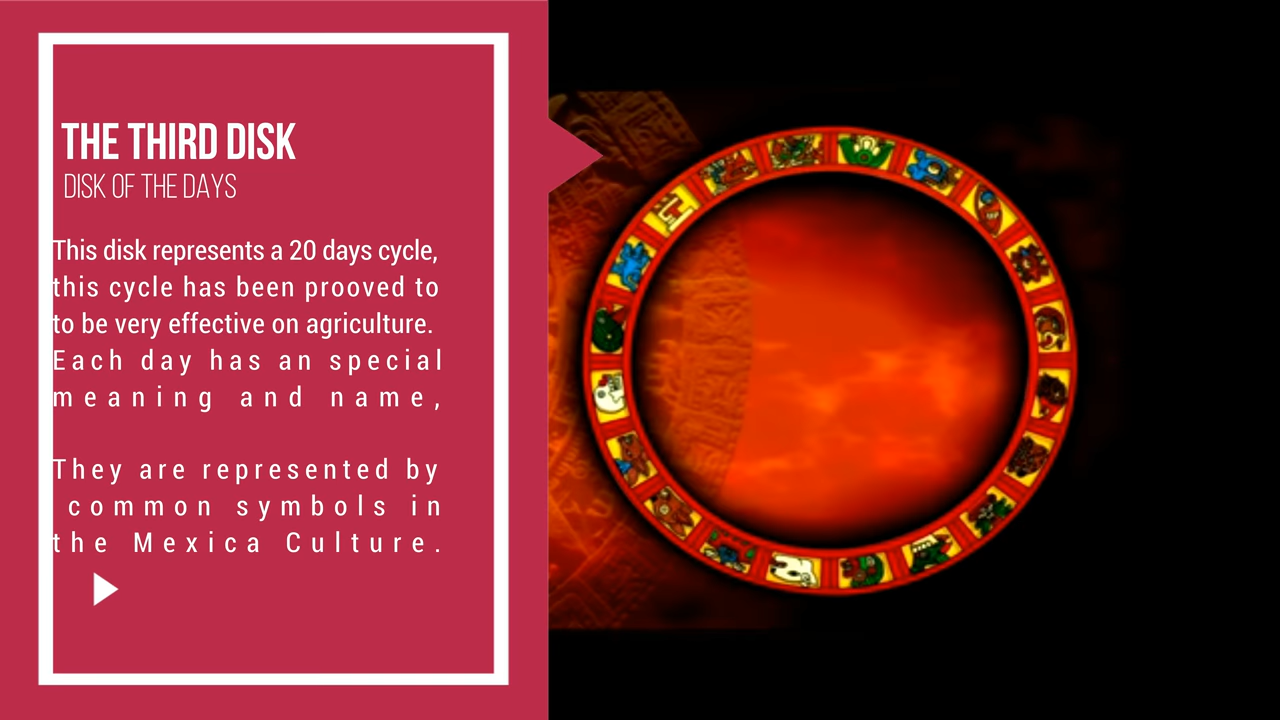 THE THIRD DISK
DISK OF THE DAYS
This disk represents a 20 days cycle,
this cycle has been prooved to
to be very effective on agriculture.
Each day has an special
meaning and name,
They are represented by
common symbols in
the Mexica Culture.